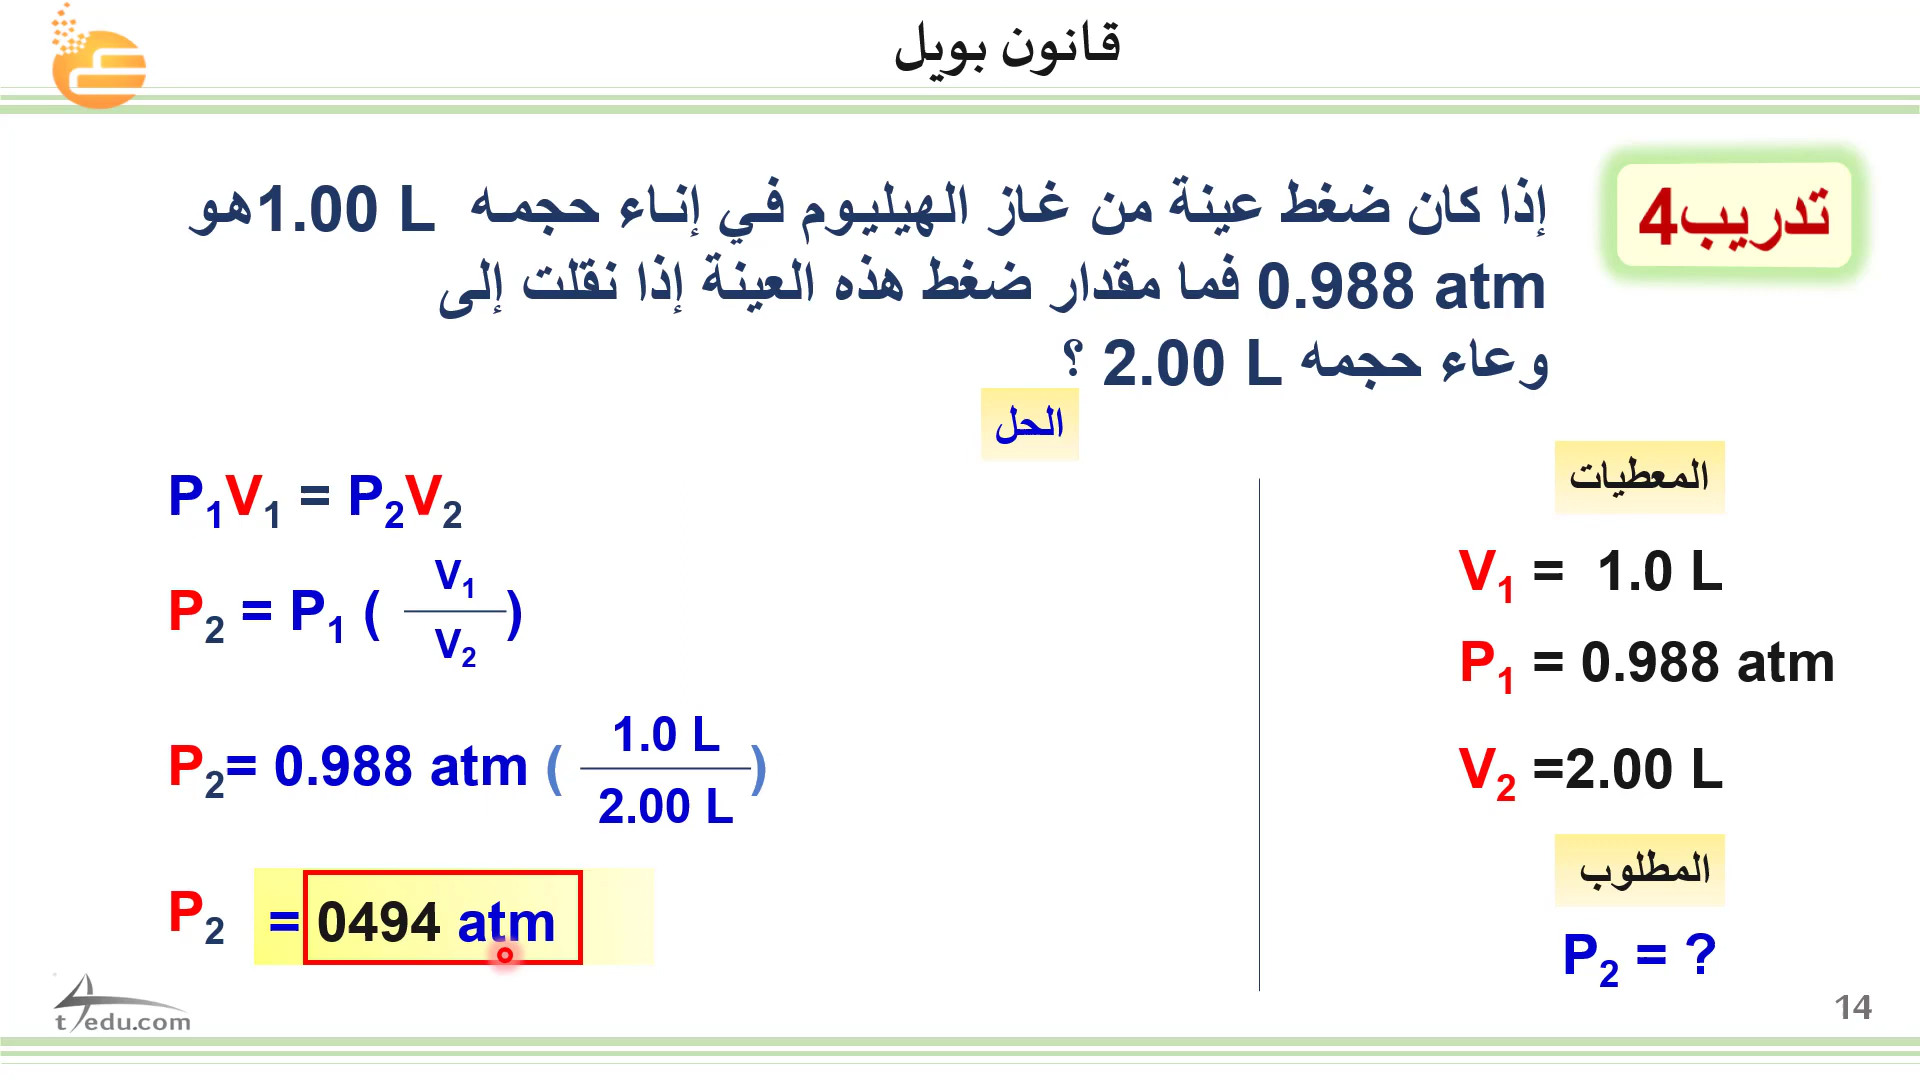 قانون بويل
تدريب4
إذا كان ضغط عينة من غاز الهيليوم في إناء حجمه 1.00 L هو
0.988 atm فما مقدار ضغط هذه العينة إذا نقلت إلى
وعاء حجمه 2.00 L ؟
الحل
المعطيات
V₁ = 1.0 L
P₁ = 0.988 atm
V₂ =2.00 L
المطلوب
P₂ = ?
P₁V₁ = P₂V₂
P₂ = P₁ ( V₁ / V₂ )
P₂= 0.988 atm ( 1.0 L / 2.00 L )
P₂ = 0494 atm
t4edu.com
14